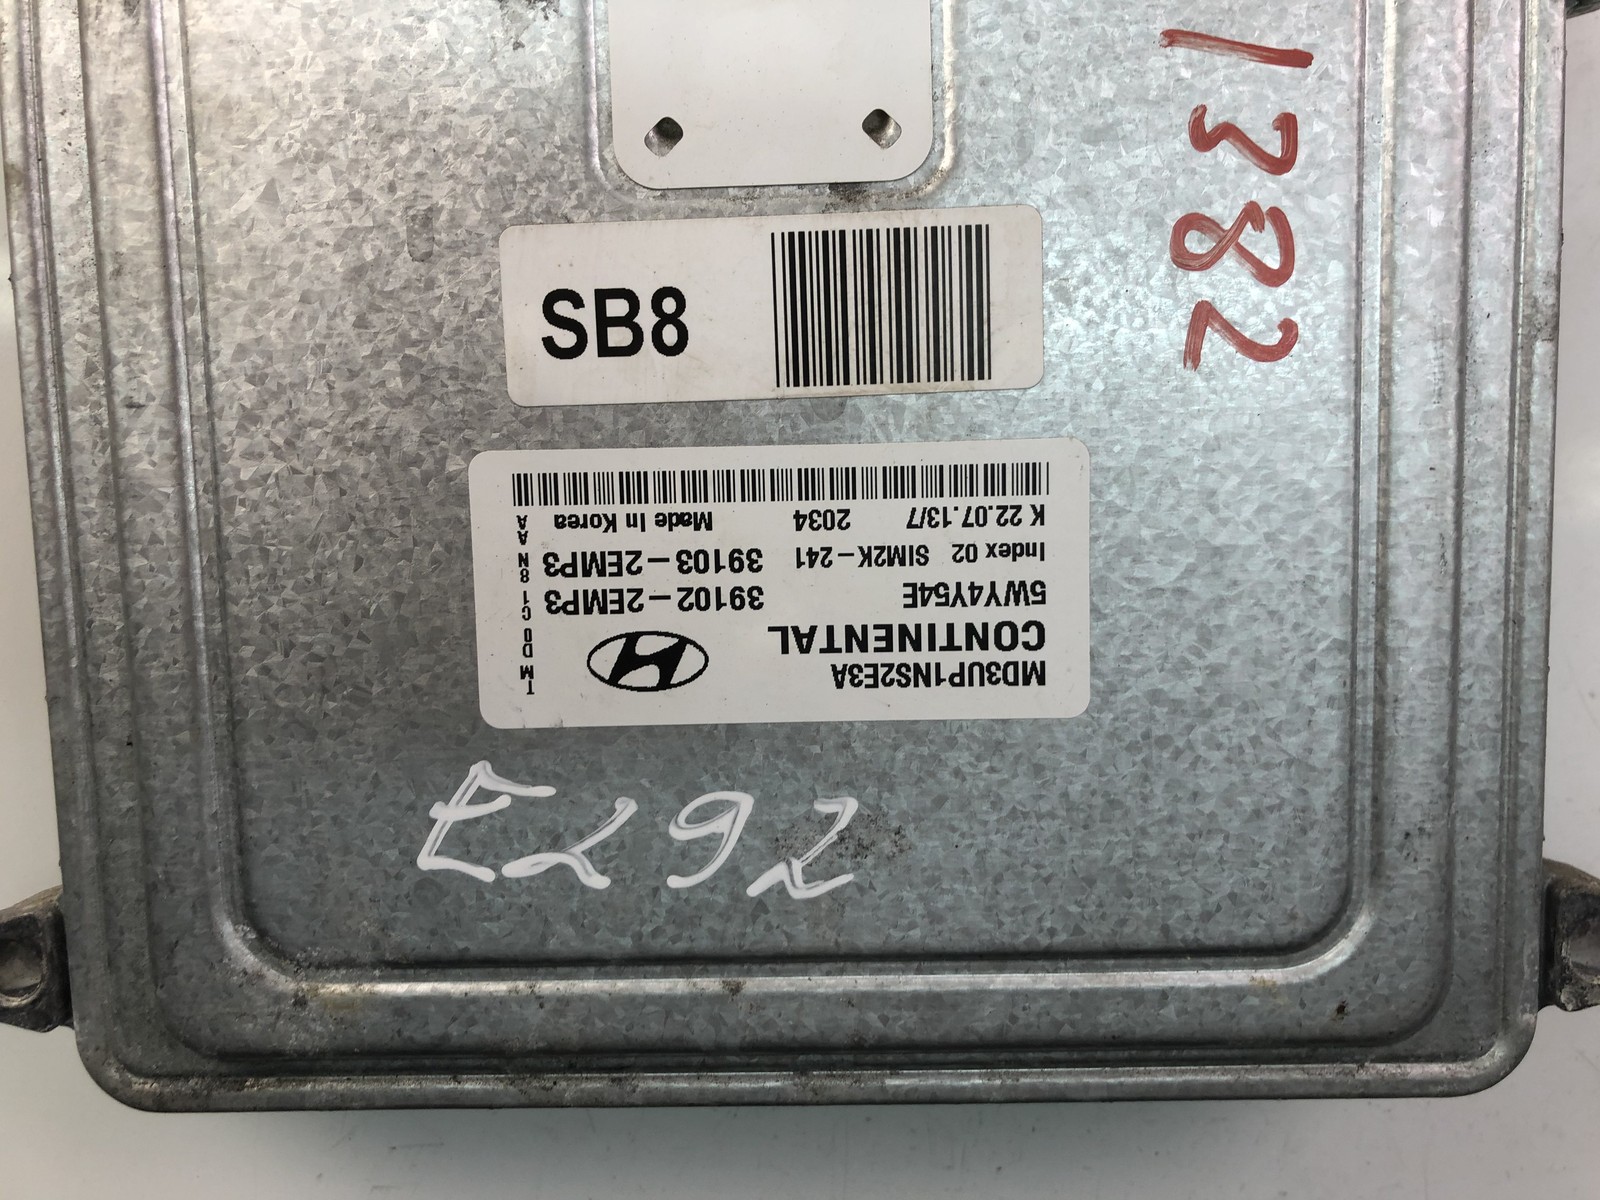 1382
SB8
MD3UP1NS2E3A
CONTINENTAL
5WY4Y54E 39102-2EMP3
Index 02 SIM2K-241 39103-2EMP3
K 22.07.13/7 2034 Made In Korea
TM DD C1 8N AA
E292